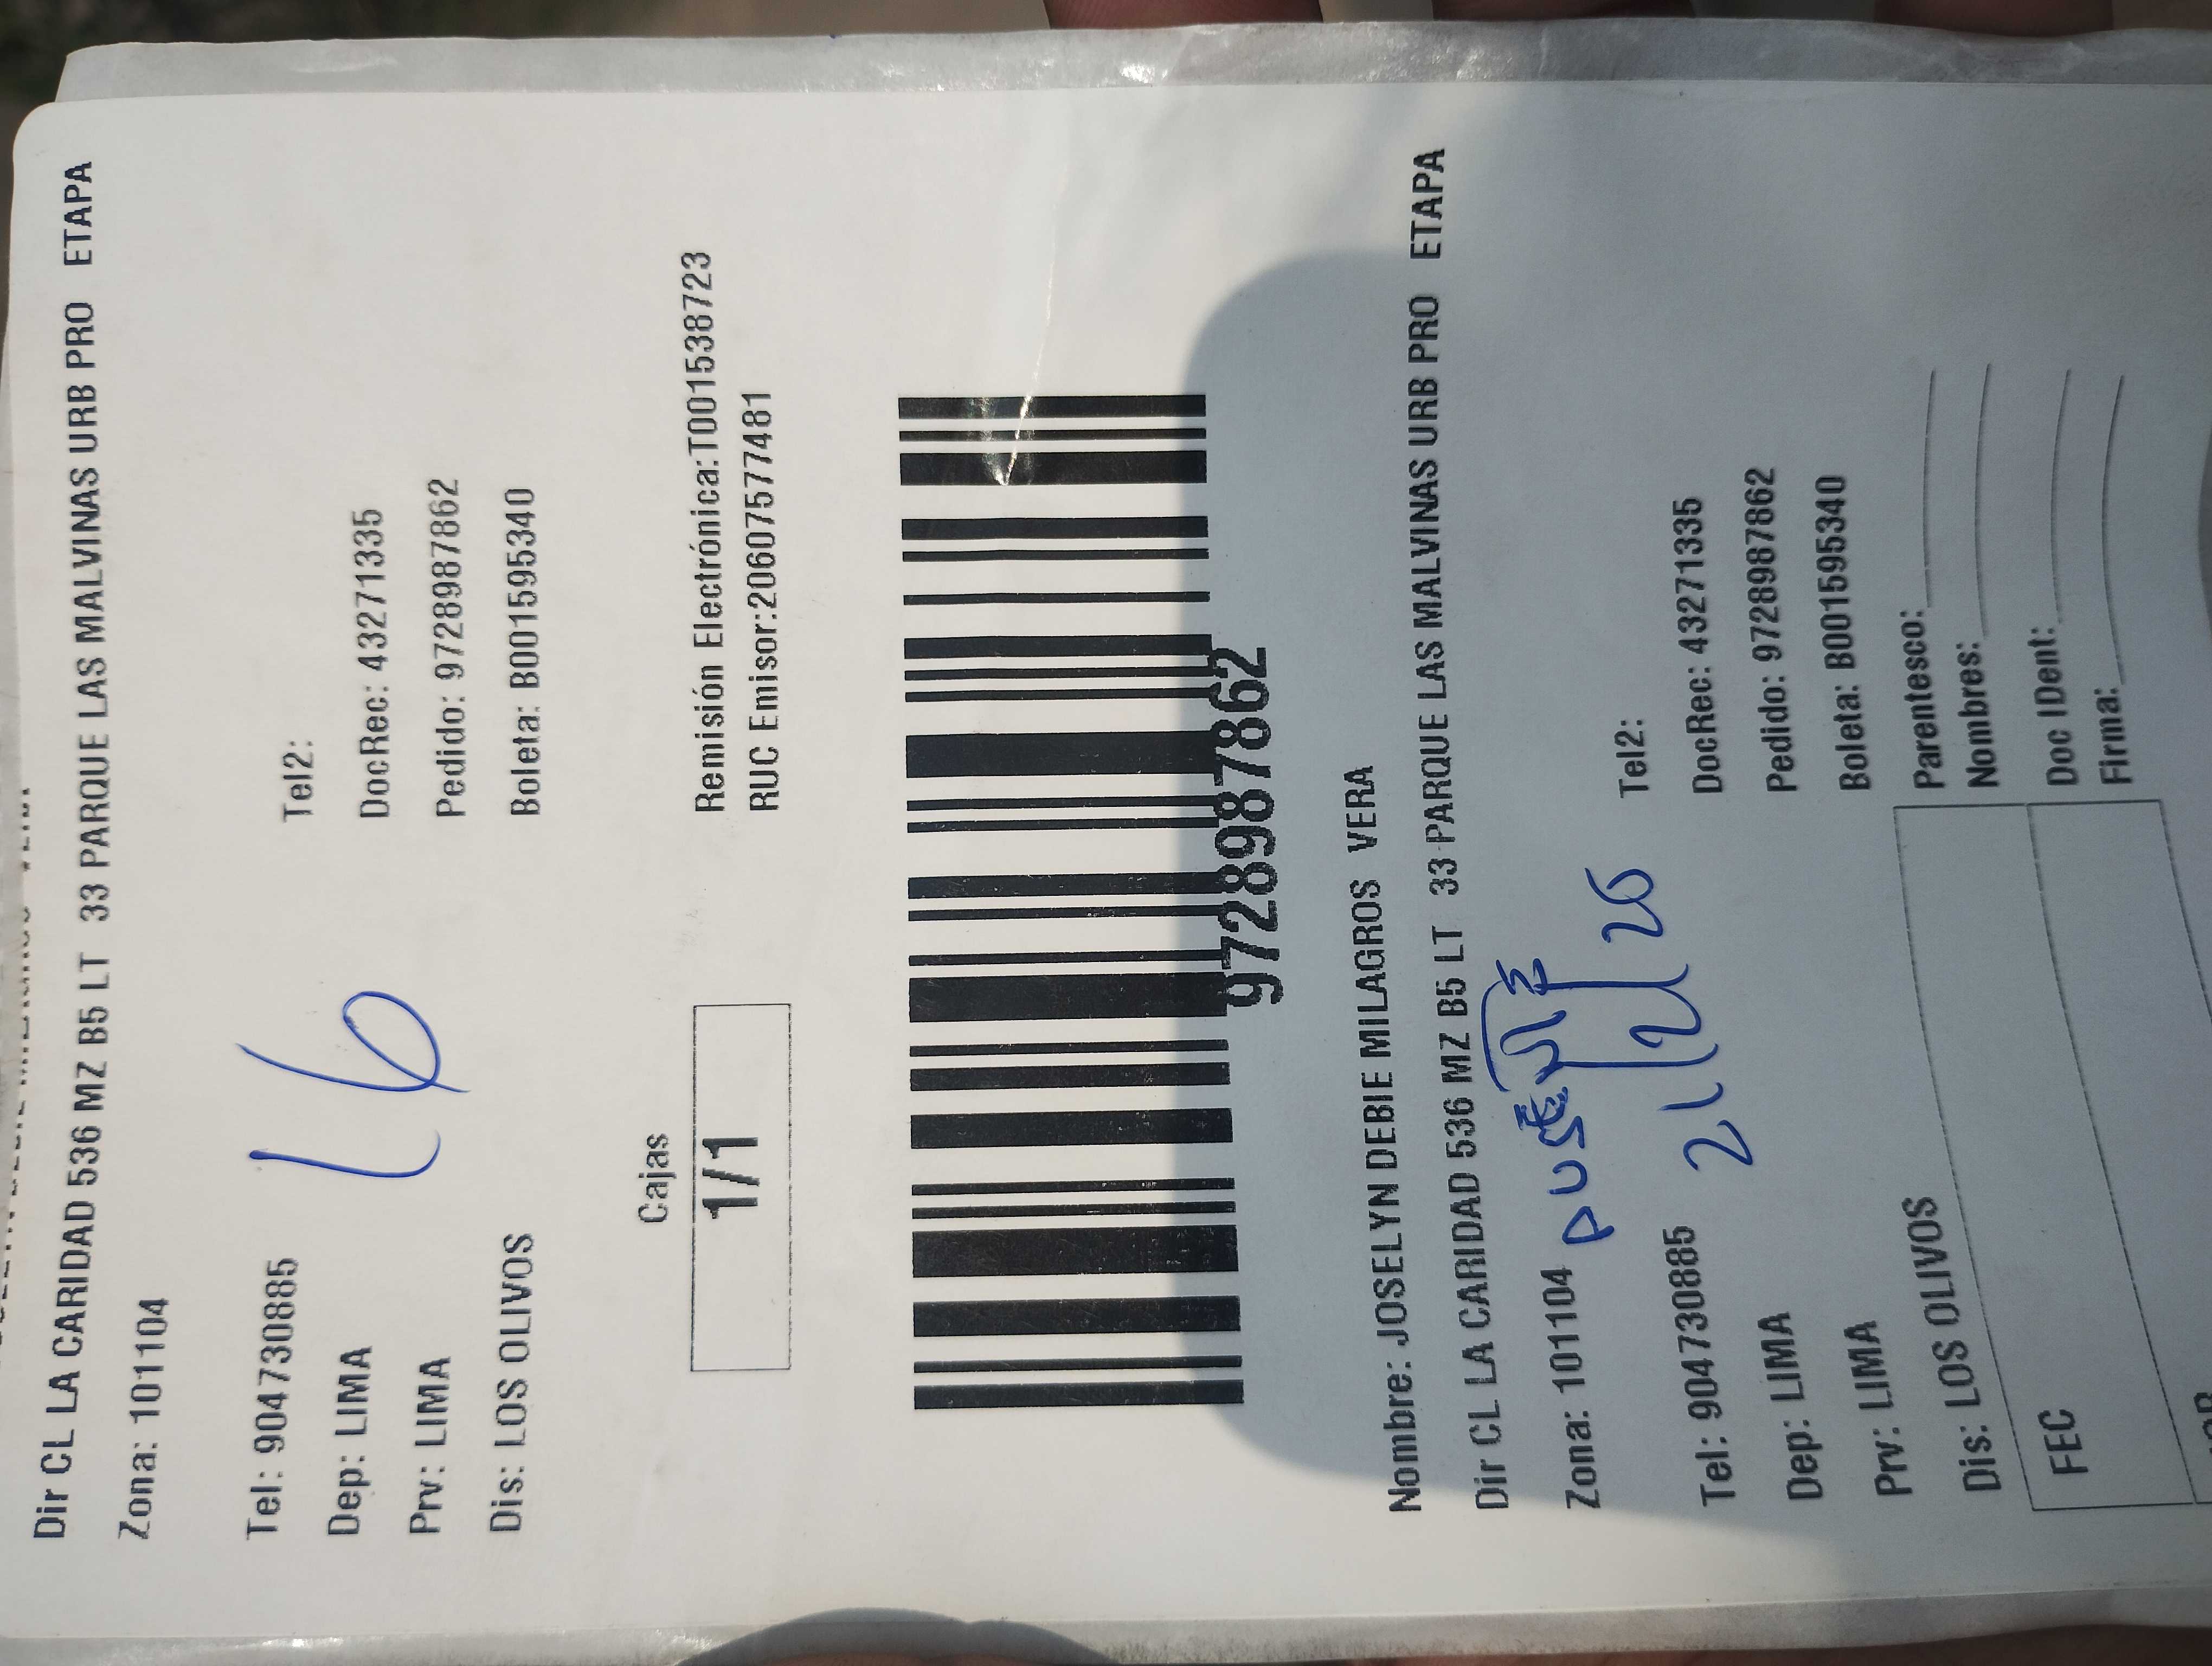 Dir CL LA CARIDAD 536 MZ B5 LT 33 PARQUE LAS MALVINAS URB PRO ETAPA
Zona: 101104
Tel: 904730885 Tel2:
Dep: LIMA DocRec: 43271335
Prv: LIMA Pedido: 9728987862
Dis: LOS OLIVOS Boleta: B001595340
16
Cajas
1/1
Remisión Electrónica:T001538723
RUC Emisor:20607577481
9728987862
Nombre: JOSELYN DEBIE MILAGROS VERA
Dir CL LA CARIDAD 536 MZ B5 LT 33 PARQUE LAS MALVINAS URB PRO ETAPA
Zona: 101104
Tel: 904730885 Tel2:
21/2/26
Dep: LIMA DocRec: 43271335
Prv: LIMA Pedido: 9728987862
Dis: LOS OLIVOS Boleta: B001595340
FEC
Parentesco:
Nombres:
Doc IDent:
Firma: